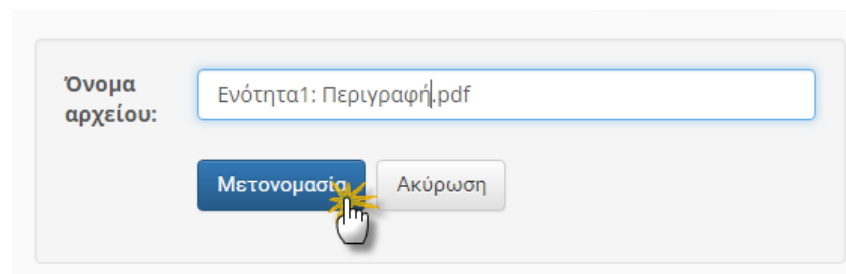 Όνομα
αρχείου:
Ενότητα1: Περιγραφή.pdf
Μετονομασία
Ακύρωση